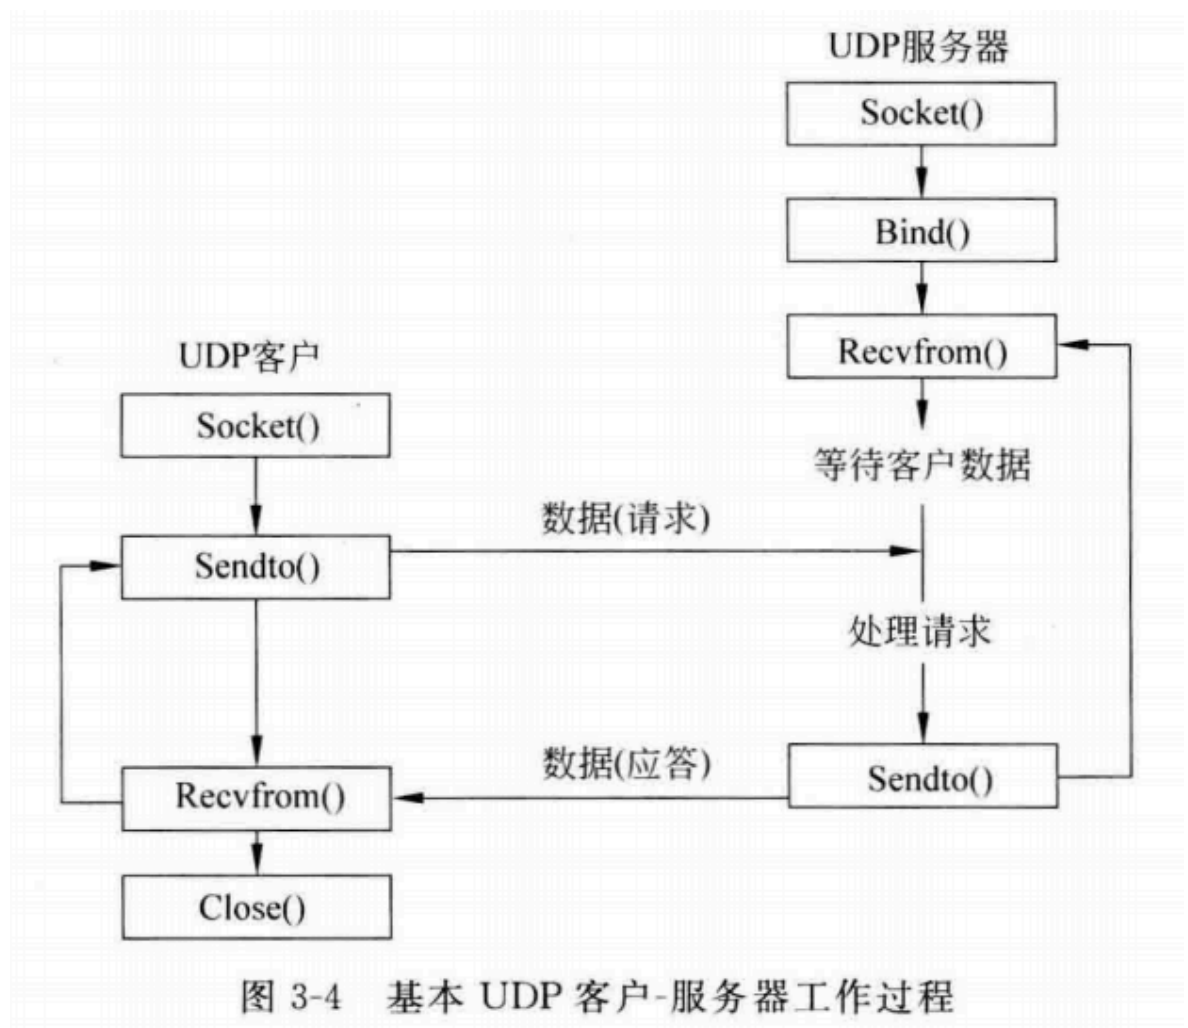 UDP服务器
Socket()
Bind()
Recvfrom()
等待客户数据
处理请求
Sendto()
UDP客户
Socket()
Sendto()
Recvfrom()
Close()
数据(请求)
数据(应答)
图 3-4 基本 UDP 客户-服务器工作过程